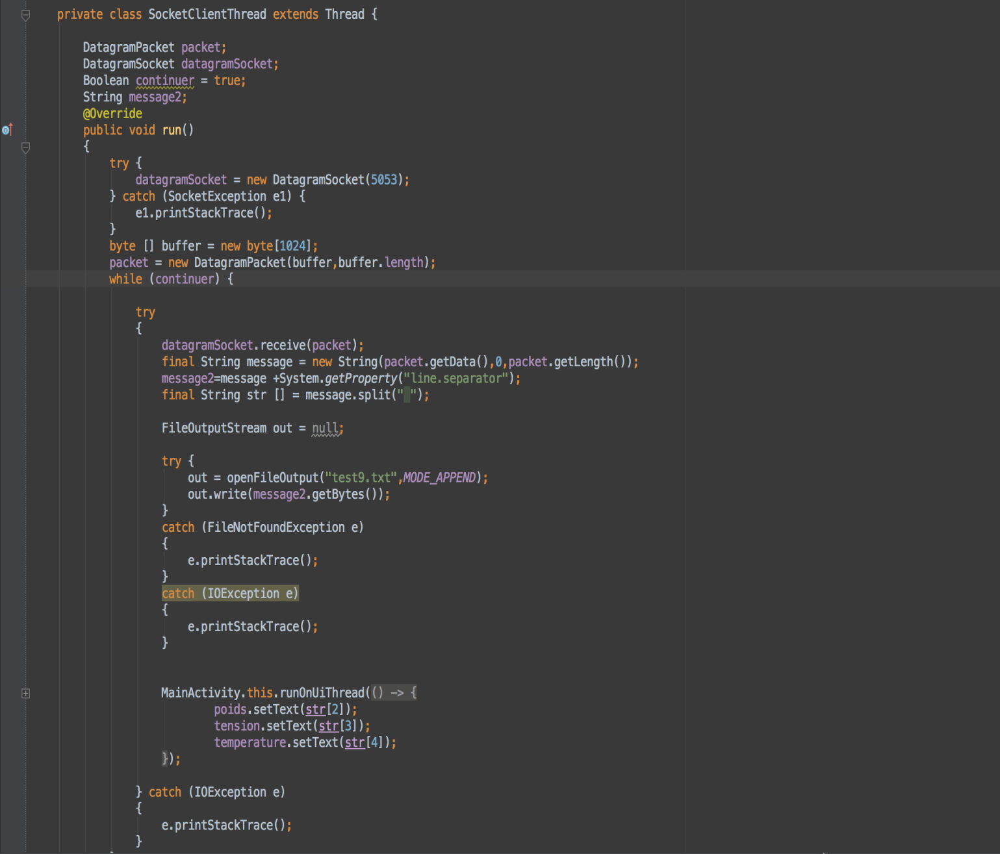 private class SocketClientThread extends Thread {
DatagramPacket packet;
DatagramSocket datagramSocket;
Boolean continuer = true;
String message2;
@Override
public void run()
{
try {
datagramSocket = new DatagramSocket(5053);
} catch (SocketException e1) {
e1.printStackTrace();
}
byte [] buffer = new byte[1024];
packet = new DatagramPacket(buffer,buffer.length);
while (continuer) {
try
{
datagramSocket.receive(packet);
final String message = new String(packet.getData(),0,packet.getLength());
message2=message +System.getProperty("line.separator");
final String str [] = message.split(" ");
FileOutputStream out = null;
try {
out = openFileOutput("test9.txt",MODE_APPEND);
out.write(message2.getBytes());
}
catch (FileNotFoundException e)
{
e.printStackTrace();
}
catch (IOException e)
{
e.printStackTrace();
}
MainActivity.this.runOnUiThread(() -> {
poids.setText(str[2]);
tension.setText(str[3]);
temperature.setText(str[4]);
});
} catch (IOException e)
{
e.printStackTrace();
}